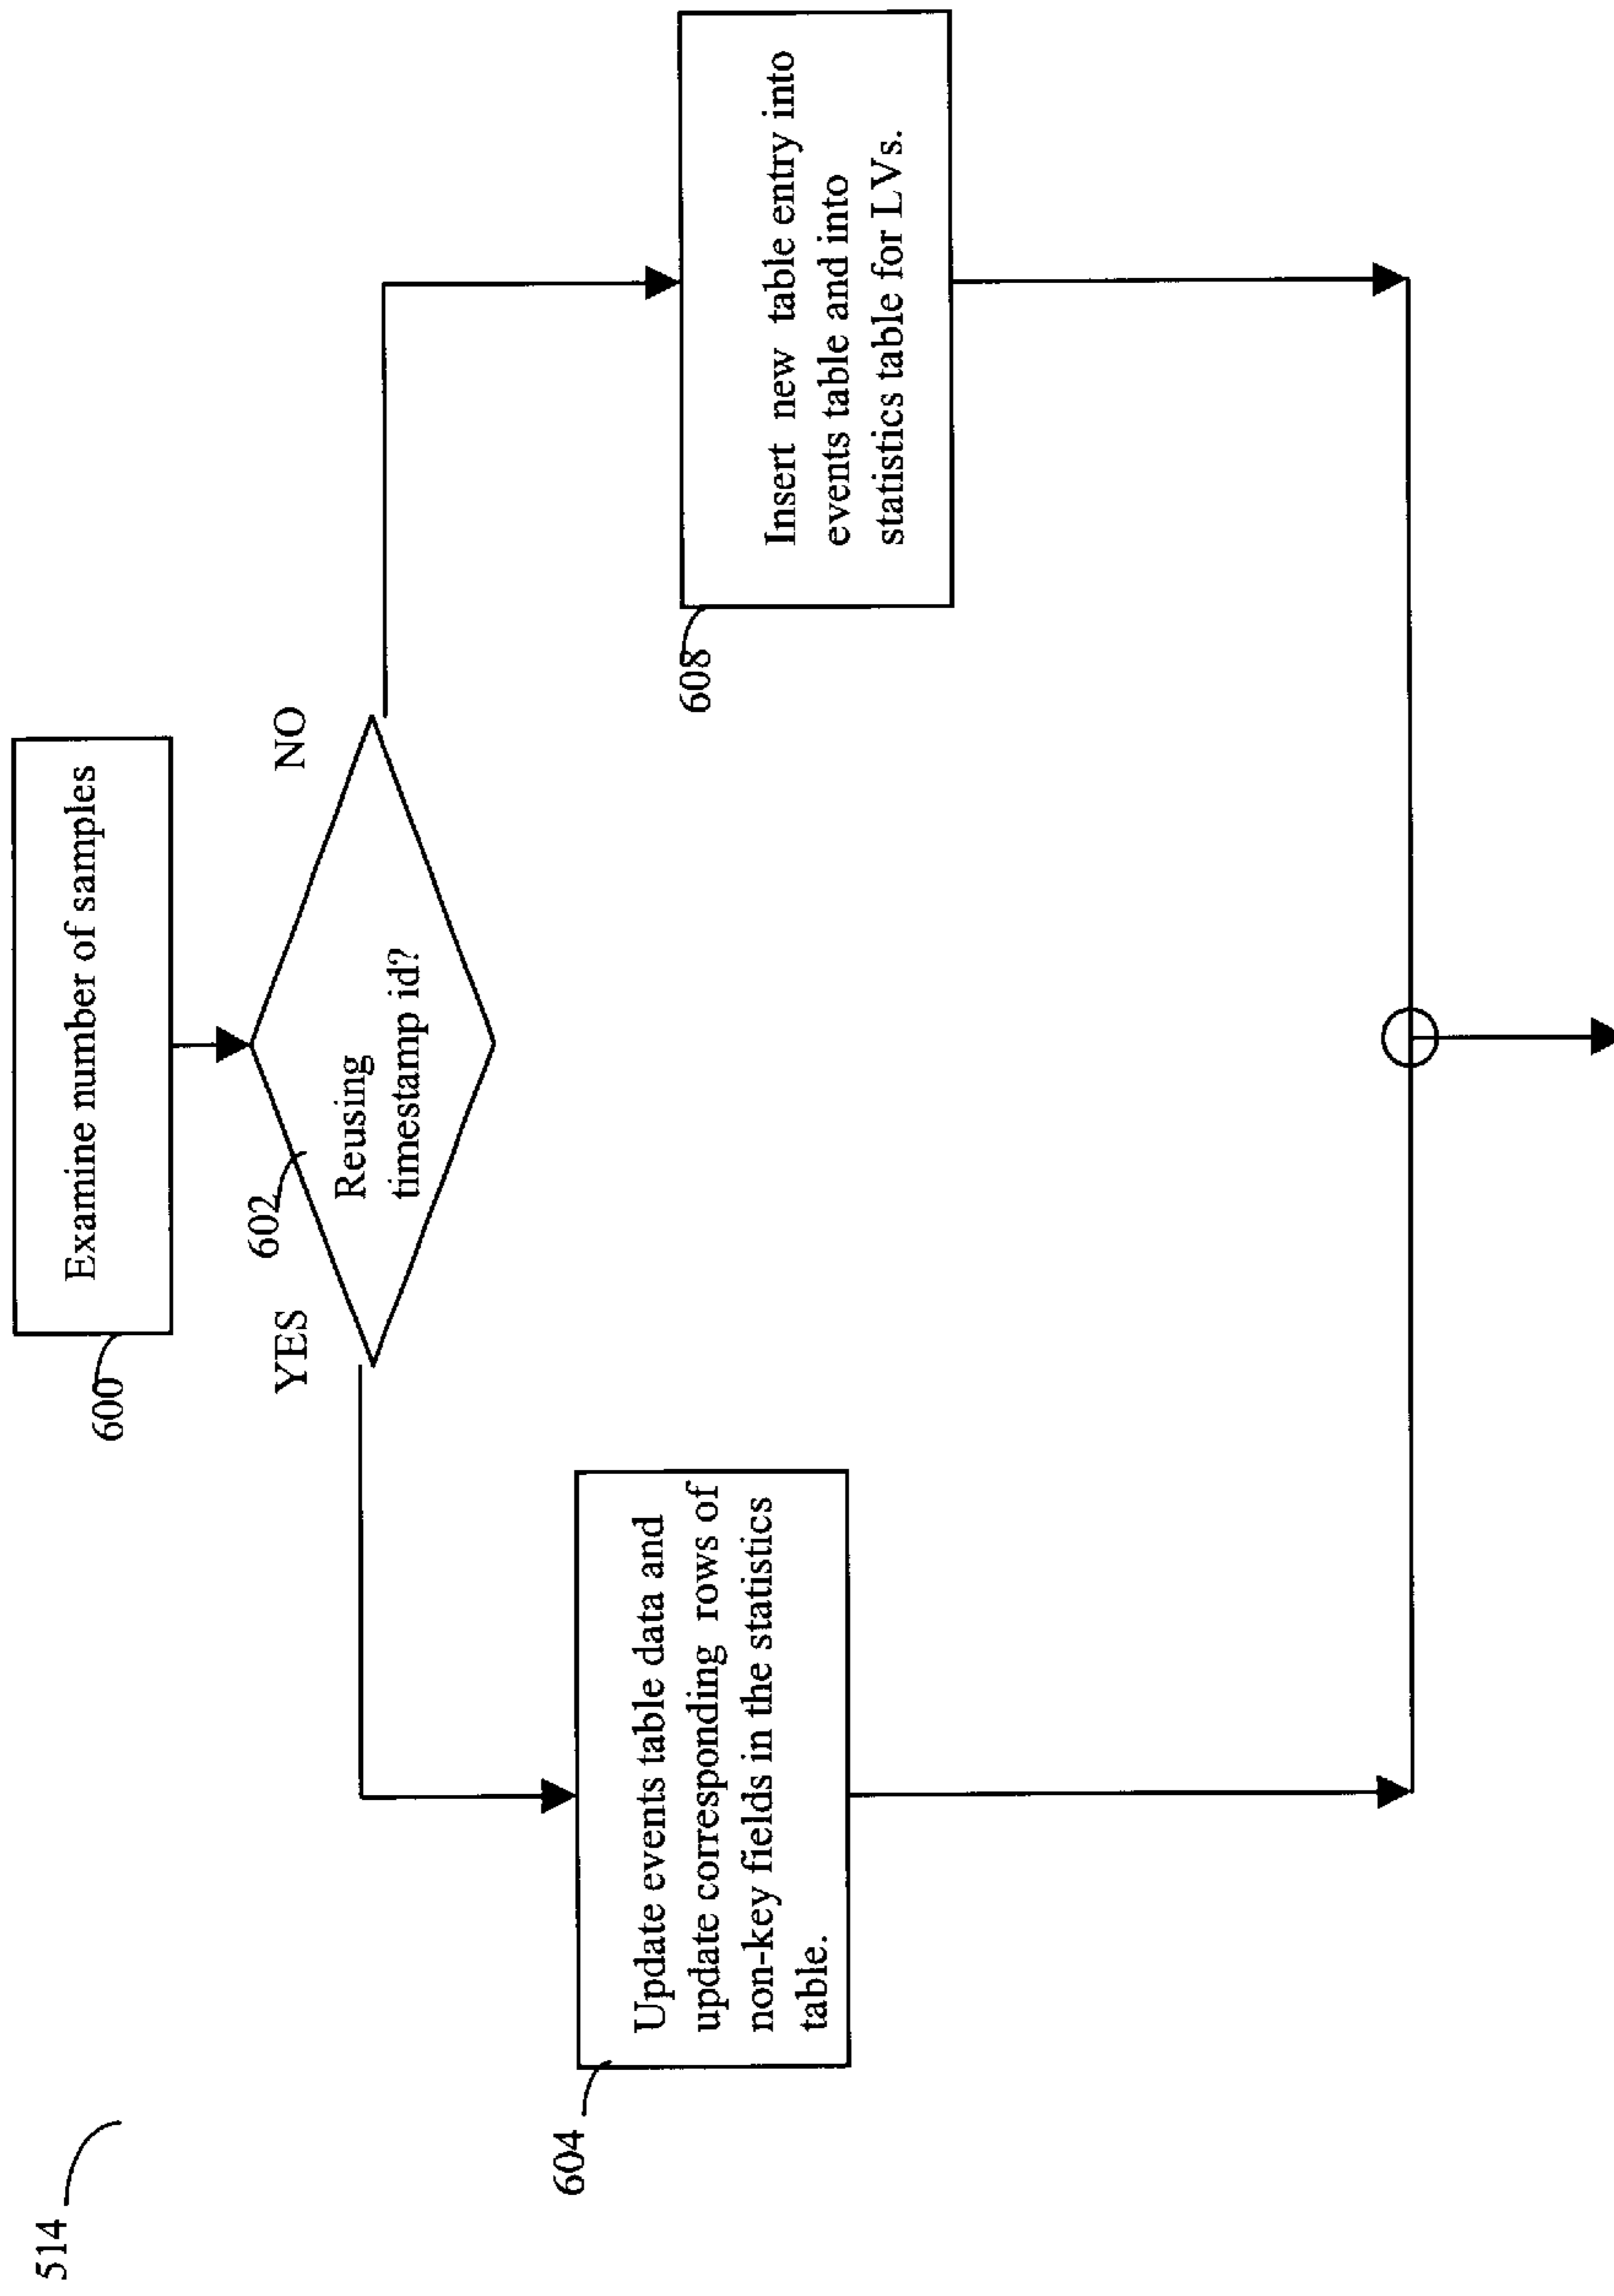 514
600
Examine number of samples
602
YES
NO
Reusing
timestamp id?
604
Update events table data and
update corresponding rows of
non-key fields in the statistics
table.
608
Insert new table entry into
events table and into
statistics table for LVs.